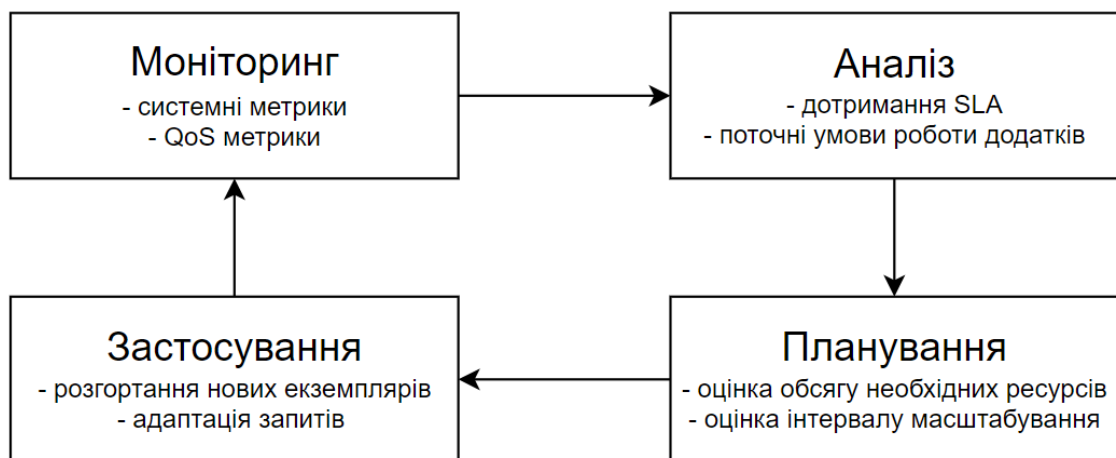 Моніторинг
- системні метрики
- QoS метрики
Аналіз
- дотримання SLA
- поточні умови роботи додатків
Застосування
- розгортання нових екземплярів
- адаптація запитів
Планування
- оцінка обсягу необхідних ресурсів
- оцінка інтервалу масштабування